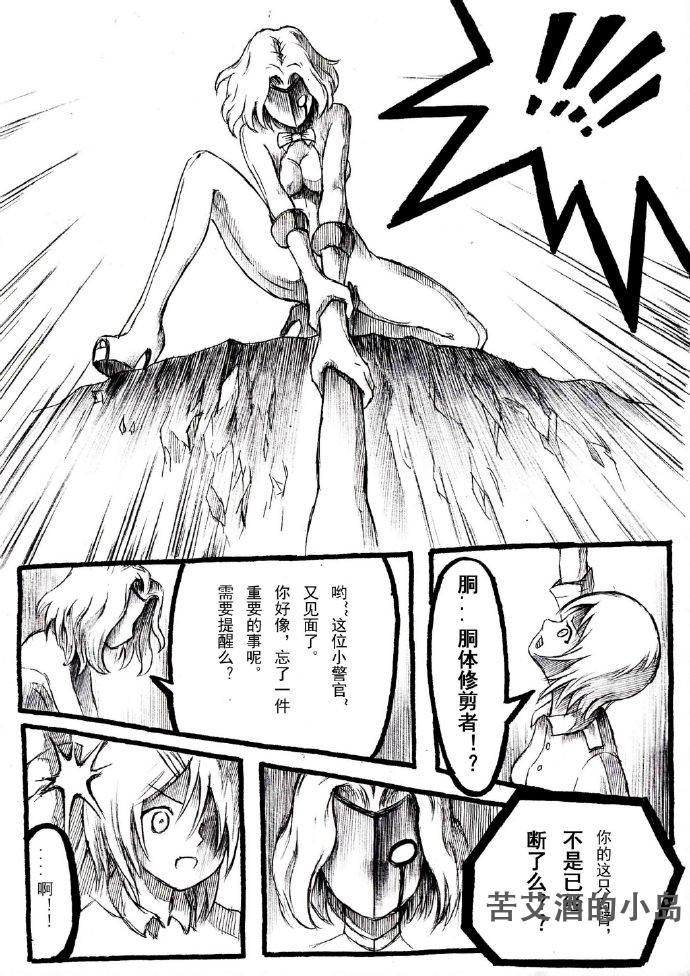 !!!
胴···胴体修剪者！？
哟~~这位小警官~
又见面了。
你好像，忘了一件
重要的事呢。
需要提醒么？
你的这只臂，
不是已经
断了么？
····啊！！
苦艾酒的小岛